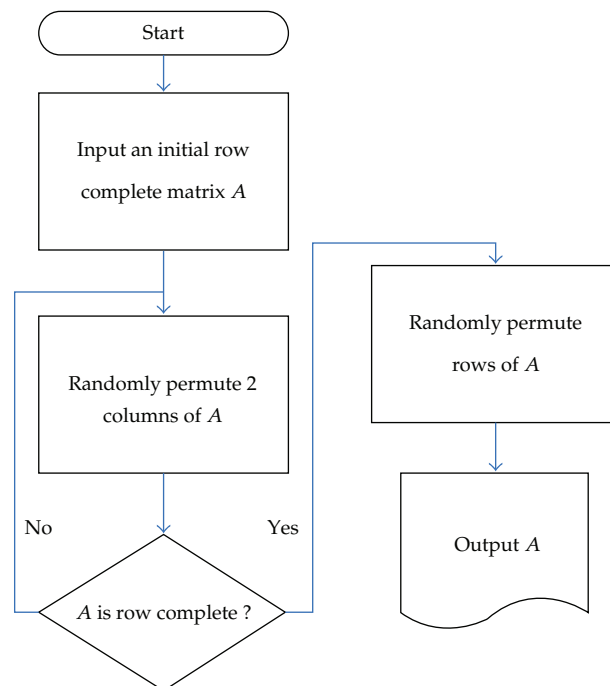 Start
Input an initial row
complete matrix A
Randomly permute 2
columns of A
No
Yes
A is row complete ?
Randomly permute
rows of A
Output A